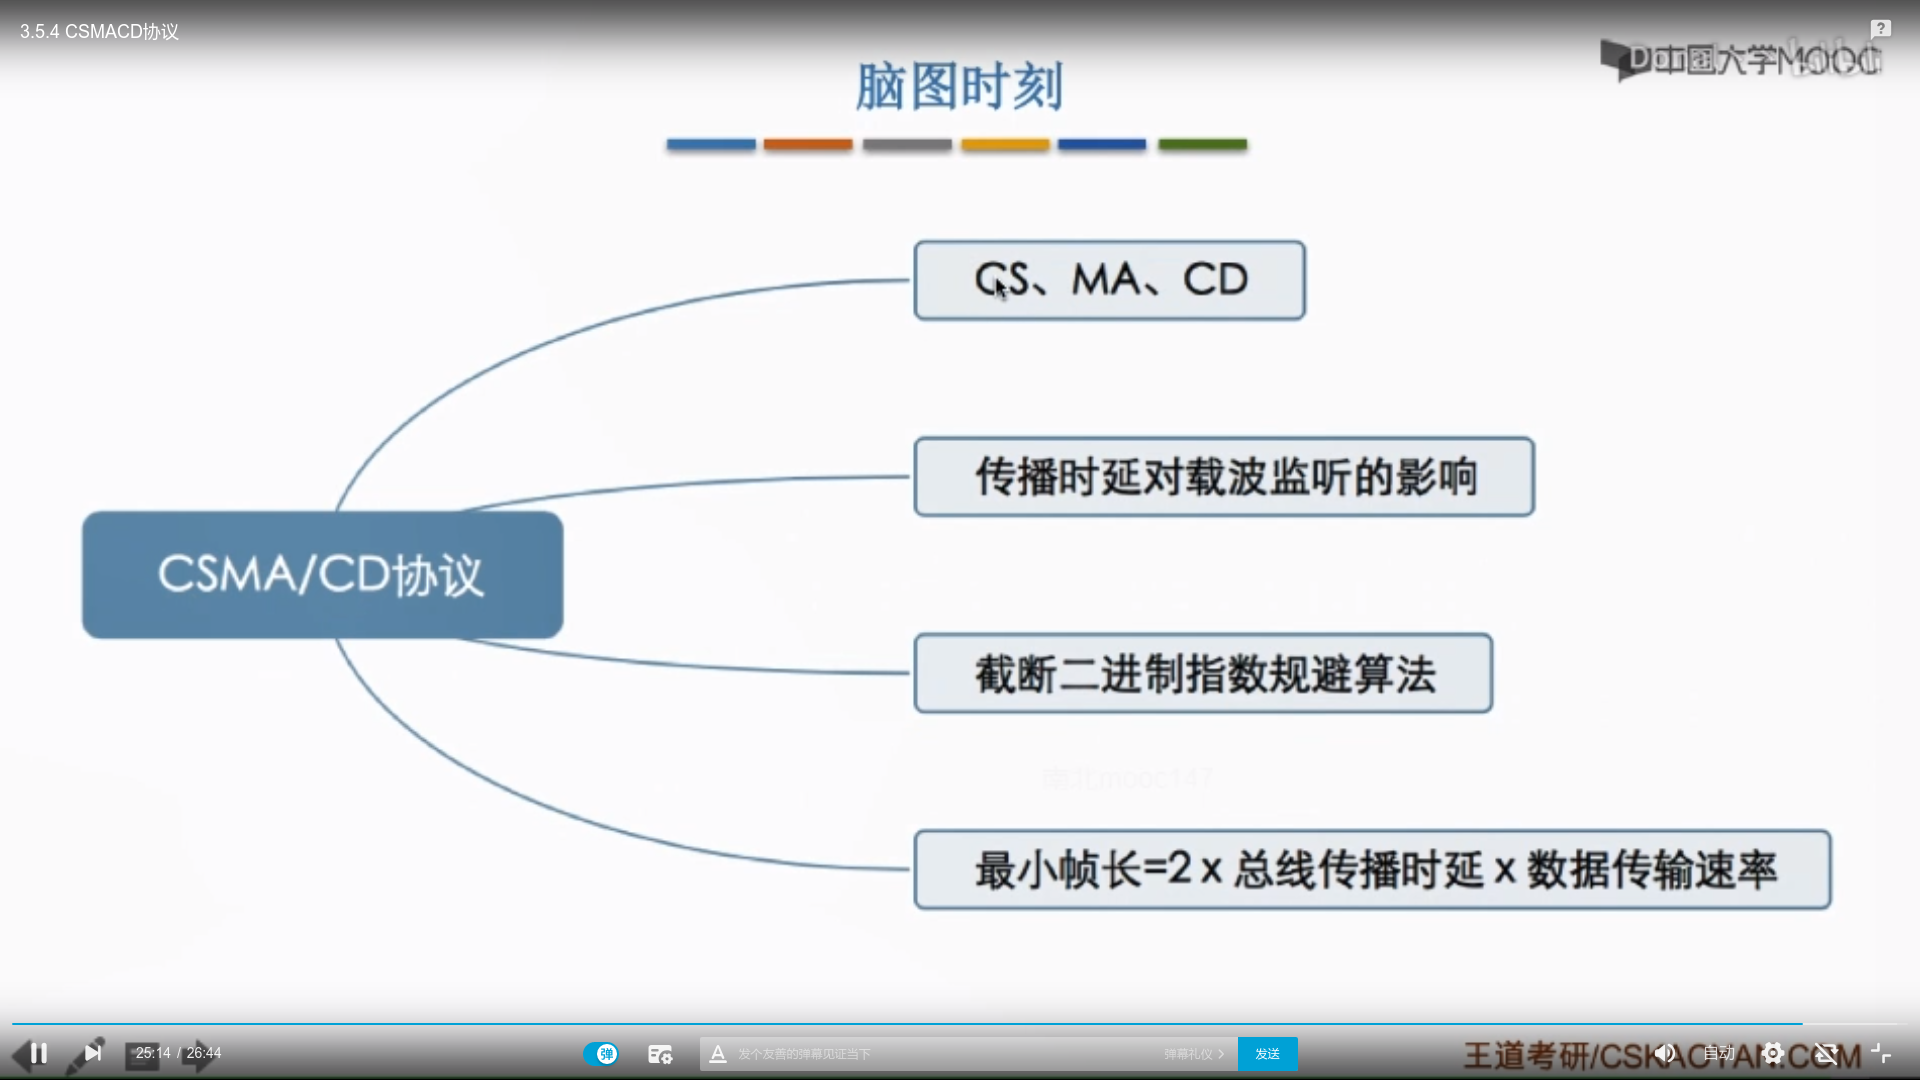 3.5.4 CSMACD协议
中国大学MOOC
脑图时刻
CS、MA、CD
传播时延对载波监听的影响
CSMA/CD协议
截断二进制指数规避算法
最小帧长=2 x 总线传播时延 x 数据传输速率
25:14 / 26:44
弹
发个友善的弹幕见证当下
弹幕礼仪
发送
王道考研/CSKAOYAN.COM
自动